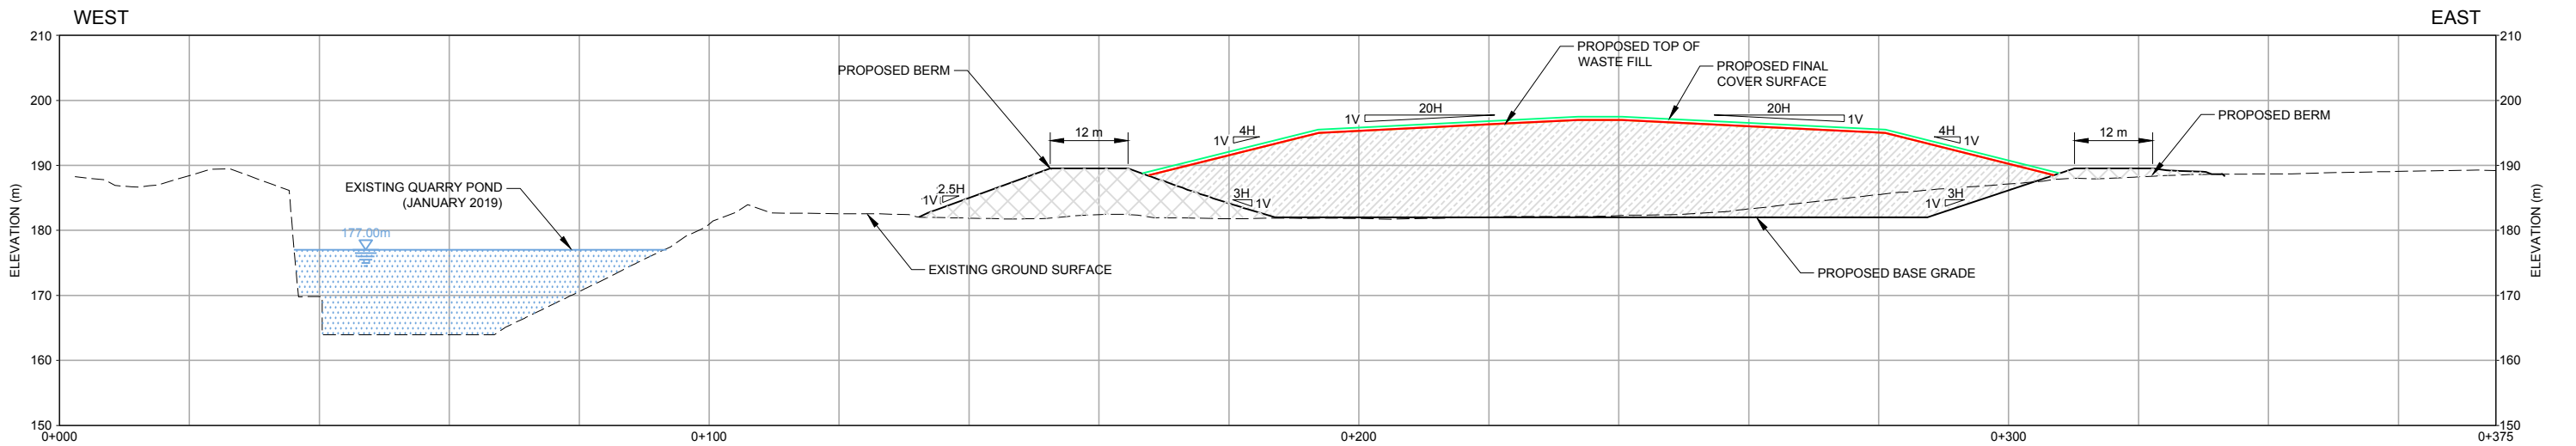 WEST
EAST
210
200
190
180
170
160
150
ELEVATION (m)
0+000
0+100
0+200
0+300
0+375
210
200
190
180
170
160
150
ELEVATION (m)
EXISTING QUARRY POND
(JANUARY 2019)
177.00m
PROPOSED BERM
12 m
2.5H
1V
3H
1V
EXISTING GROUND SURFACE
4H
1V
20H
1V
PROPOSED TOP OF
WASTE FILL
PROPOSED FINAL
COVER SURFACE
20H
1V
4H
1V
3H
1V
PROPOSED BASE GRADE
12 m
PROPOSED BERM